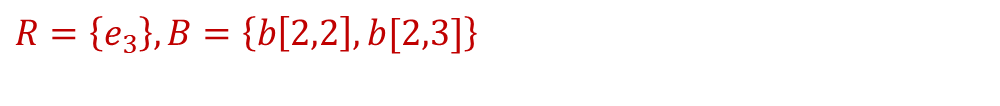 R = {e₃}, B = {b[2,2], b[2,3]}